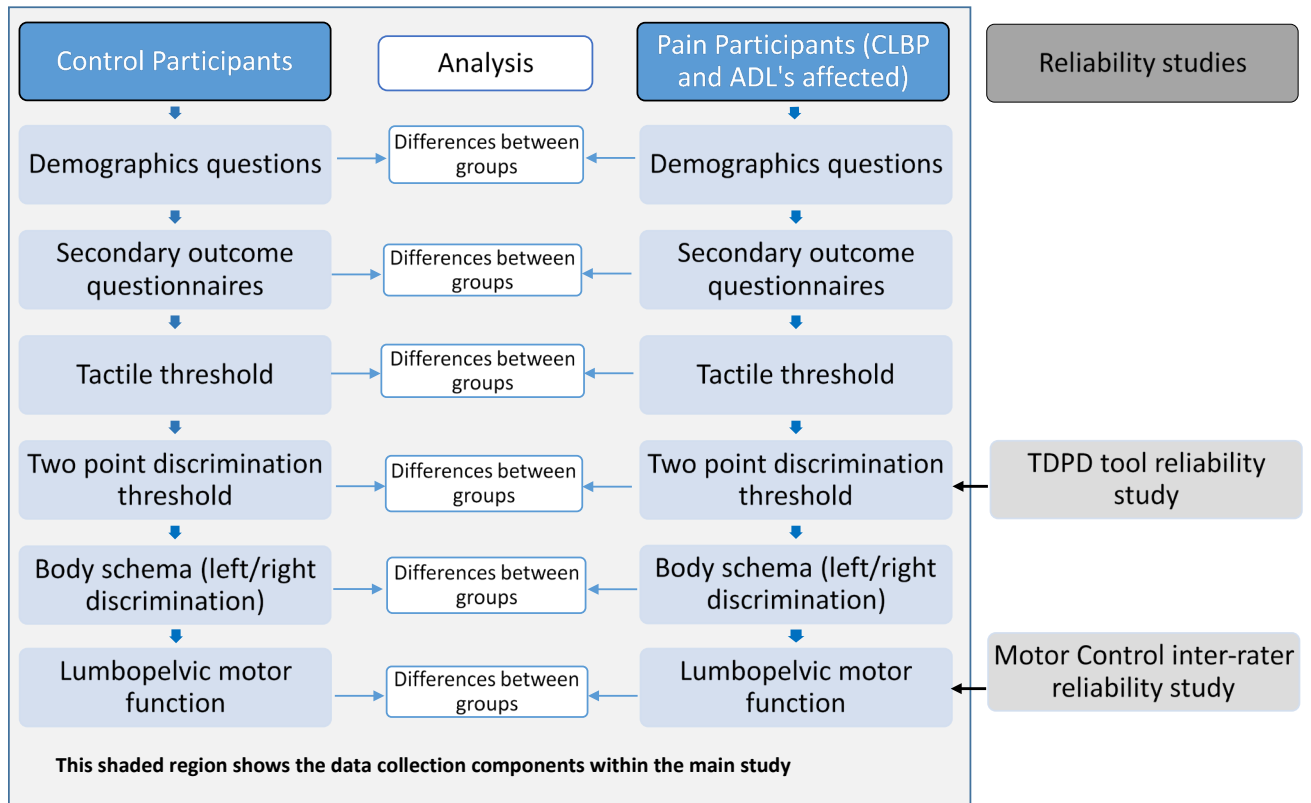 Control Participants
Analysis
Pain Participants (CLBP
and ADL's affected)
Reliability studies
Demographics questions
Differences between
groups
Demographics questions
Secondary outcome
questionnaires
Differences between
groups
Secondary outcome
questionnaires
Tactile threshold
Differences between
groups
Tactile threshold
Two point discrimination
threshold
Differences between
groups
Two point discrimination
threshold
TDPD tool reliability
study
Body schema (left/right
discrimination)
Differences between
groups
Body schema (left/right
discrimination)
Lumbopelvic motor
function
Differences between
groups
Lumbopelvic motor
function
Motor Control inter-rater
reliability study
This shaded region shows the data collection components within the main study